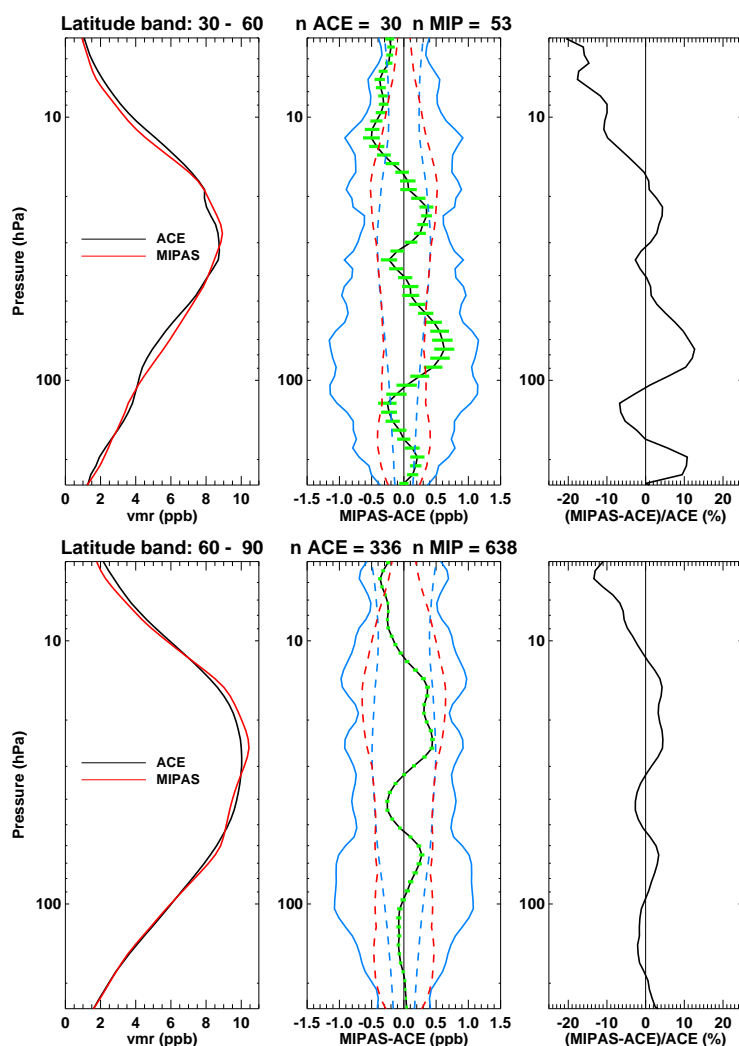 Latitude band: 30 - 60 n ACE = 30 n MIP = 53
10
100
Pressure (hPa)
ACE
MIPAS
0 2 4 6 8 10
vmr (ppb)
-1.5 -1.0 -0.5 0.0 0.5 1.0 1.5
MIPAS-ACE (ppb)
10
100
-20 -10 0 10 20
(MIPAS-ACE)/ACE (%)
10
100
Latitude band: 60 - 90 n ACE = 336 n MIP = 638
10
100
Pressure (hPa)
ACE
MIPAS
0 2 4 6 8 10
vmr (ppb)
-1.5 -1.0 -0.5 0.0 0.5 1.0 1.5
MIPAS-ACE (ppb)
10
100
-20 -10 0 10 20
(MIPAS-ACE)/ACE (%)
10
100